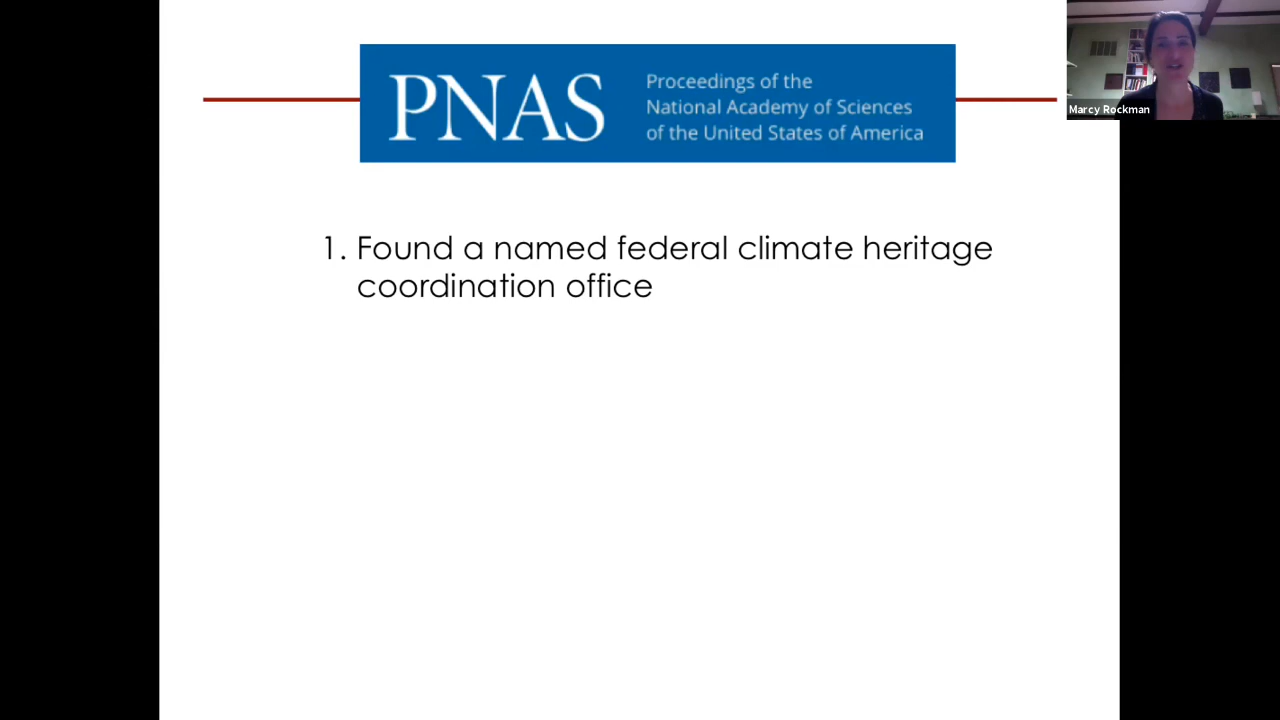 PNAS
Proceedings of the
National Academy of Sciences
of the United States of America
Marcy Rockman
1. Found a named federal climate heritage
coordination office